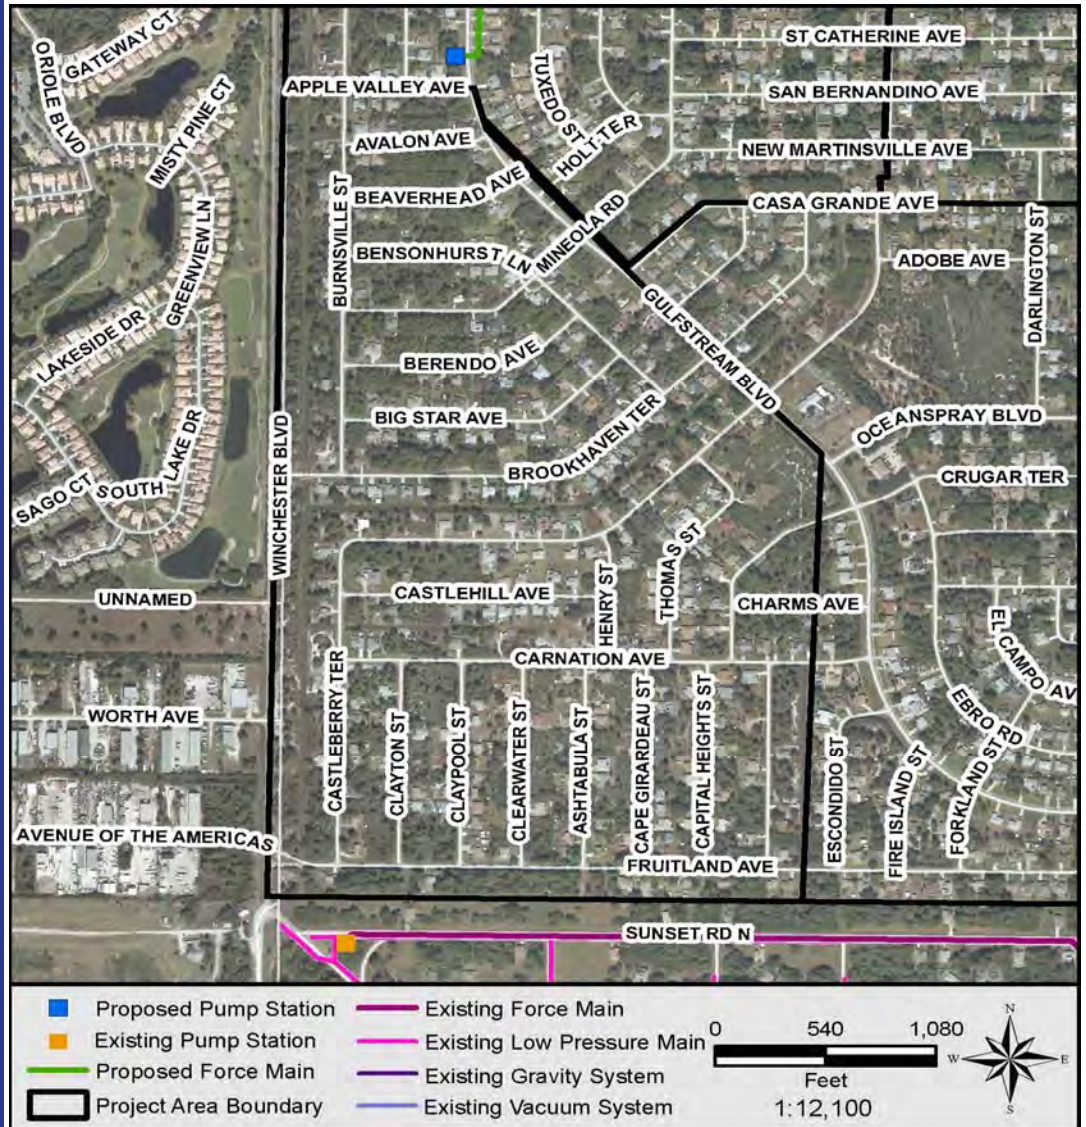 GATEWAY CT
ORIOLE BLVD
MISTY PINE CT
GREENVIEW LN
LAKESIDE DR
SOUTH LAKE DR
SAGO CT
UNNAMED
WORTH AVE
AVENUE OF THE AMERICAS
WINCHESTER BLVD
APPLE VALLEY AVE
AVALON AVE
BURNSVILLE ST
BEAVERHEAD AVE
BENSONHURST LN
BERENDO AVE
BIG STAR AVE
BROOKHAVEN TER
TUXEDO ST
HOLT TER
MINEOLA RD
GULFSTREAM BLVD
ST CATHERINE AVE
SAN BERNANDINO AVE
NEW MARTINSVILLE AVE
CASA GRANDE AVE
ADOBE AVE
DARLINGTON ST
OCEANSPRAY BLVD
CRUGAR TER
CASTLEHILL AVE
HENRY ST
THOMAS ST
CHARMS AVE
CARNATION AVE
CASTLEBERRY TER
CLAYTON ST
CLAYPOOL ST
CLEARWATER ST
ASHTABULA ST
CAPE GIRARDEAU ST
CAPITAL HEIGHTS ST
ESCONDIDO ST
FIRE ISLAND ST
FORKLAND ST
EBRO RD
EL CAMPO AV
FRUITLAND AVE
SUNSET RD N
Proposed Pump Station
Existing Pump Station
Proposed Force Main
Project Area Boundary
Existing Force Main
Existing Low Pressure Main
Existing Gravity System
Existing Vacuum System
0 540 1,080
Feet
1:12,100
N
W E
S